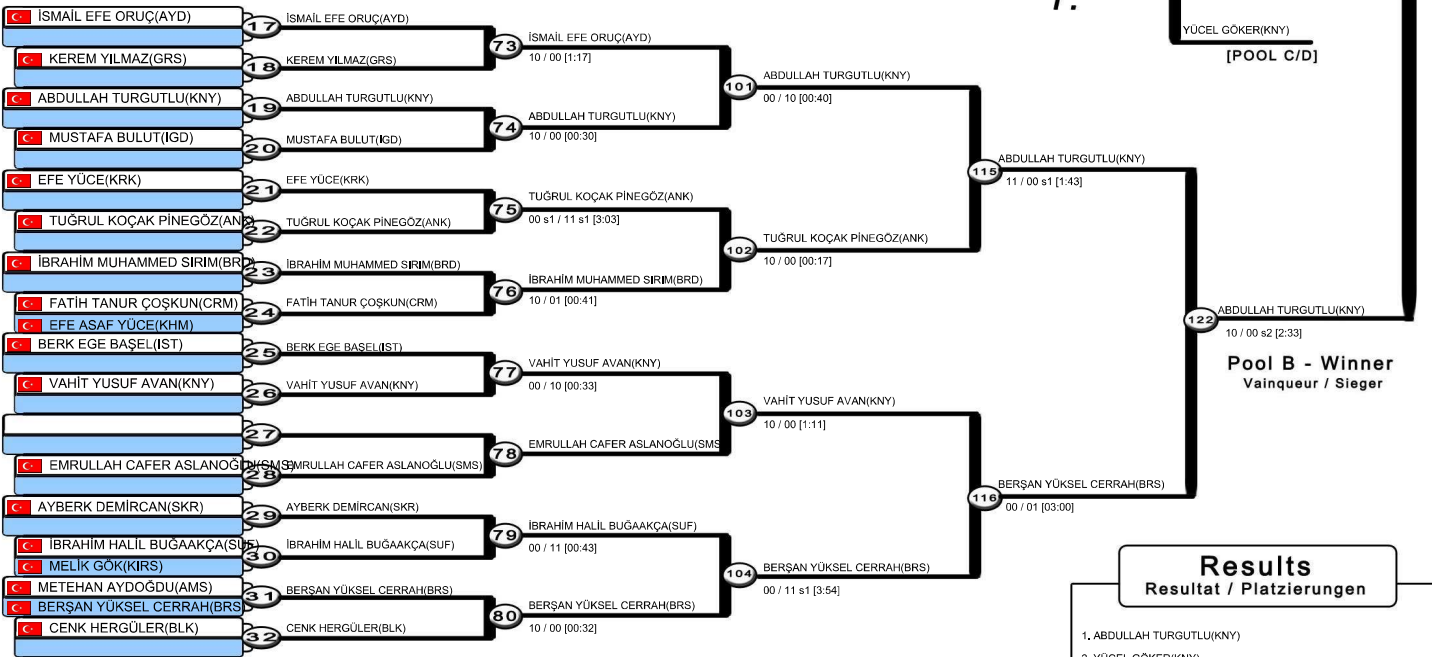 İSMAİL EFE ORUÇ(AYD)
KEREM YILMAZ(GRS)
ABDULLAH TURGUTLU(KNY)
MUSTAFA BULUT(IGD)
EFE YÜCE(KRK)
TUĞRUL KOÇAK PİNEGÖZ(ANK)
İBRAHİM MUHAMMED SIRIM(BRD)
FATİH TANUR ÇOŞKUN(CRM)
EFE ASAF YÜCE(KHM)
BERK EGE BAŞEL(IST)
VAHİT YUSUF AVAN(KNY)
EMRULLAH CAFER ASLANOĞLU(SMS)
AYBERK DEMİRCAN(SKR)
İBRAHİM HALİL BUĞAAKÇA(SUF)
MELİK GÖK(KIRS)
METEHAN AYDOĞDU(AMS)
BERŞAN YÜKSEL CERRAH(BRS
CENK HERGÜLER(BLK)
17
18
19
20
21
22
23
24
25
26
27
28
29
30
31
32
İSMAİL EFE ORUÇ(AYD)
KEREM YILMAZ(GRS)
ABDULLAH TURGUTLU(KNY)
MUSTAFA BULUT(IGD)
EFE YÜCE(KRK)
TUĞRUL KOÇAK PİNEGÖZ(ANK)
İBRAHİM MUHAMMED SIRIM(BRD)
FATİH TANUR ÇOŞKUN(CRM)
BERK EGE BAŞEL(IST)
VAHİT YUSUF AVAN(KNY)
EMRULLAH CAFER ASLANOĞLU(SMS)
AYBERK DEMİRCAN(SKR)
İBRAHİM HALİL BUĞAAKÇA(SUF)
BERŞAN YÜKSEL CERRAH(BRS)
CENK HERGÜLER(BLK)
73
İSMAİL EFE ORUÇ(AYD)
10 / 00 [1:17]
74
ABDULLAH TURGUTLU(KNY)
10 / 00 [00:30]
75
TUĞRUL KOÇAK PİNEGÖZ(ANK)
00 s1 / 11 s1 [3:03]
76
İBRAHİM MUHAMMED SIRIM(BRD)
10 / 01 [00:41]
77
VAHİT YUSUF AVAN(KNY)
00 / 10 [00:33]
78
EMRULLAH CAFER ASLANOĞLU(SMS
79
İBRAHİM HALİL BUĞAAKÇA(SUF)
00 / 11 [00:43]
80
BERŞAN YÜKSEL CERRAH(BRS)
10 / 00 [00:32]
101
ABDULLAH TURGUTLU(KNY)
00 / 10 [00:40]
102
TUĞRUL KOÇAK PİNEGÖZ(ANK)
10 / 00 [00:17]
103
VAHİT YUSUF AVAN(KNY)
10 / 00 [1:11]
104
BERŞAN YÜKSEL CERRAH(BRS)
00 / 11 s1 [3:54]
115
ABDULLAH TURGUTLU(KNY)
11 / 00 s1 [1:43]
116
BERŞAN YÜKSEL CERRAH(BRS)
00 / 01 [03:00]
122
ABDULLAH TURGUTLU(KNY)
10 / 00 s2 [2:33]
Pool B - Winner
Vainqueur / Sieger
YÜCEL GÖKER(KNY)
[POOL C/D]
Results
Resultat / Platzierungen
1. ABDULLAH TURGUTLU(KNY)
2. YÜCEL GÖKER(KNY)